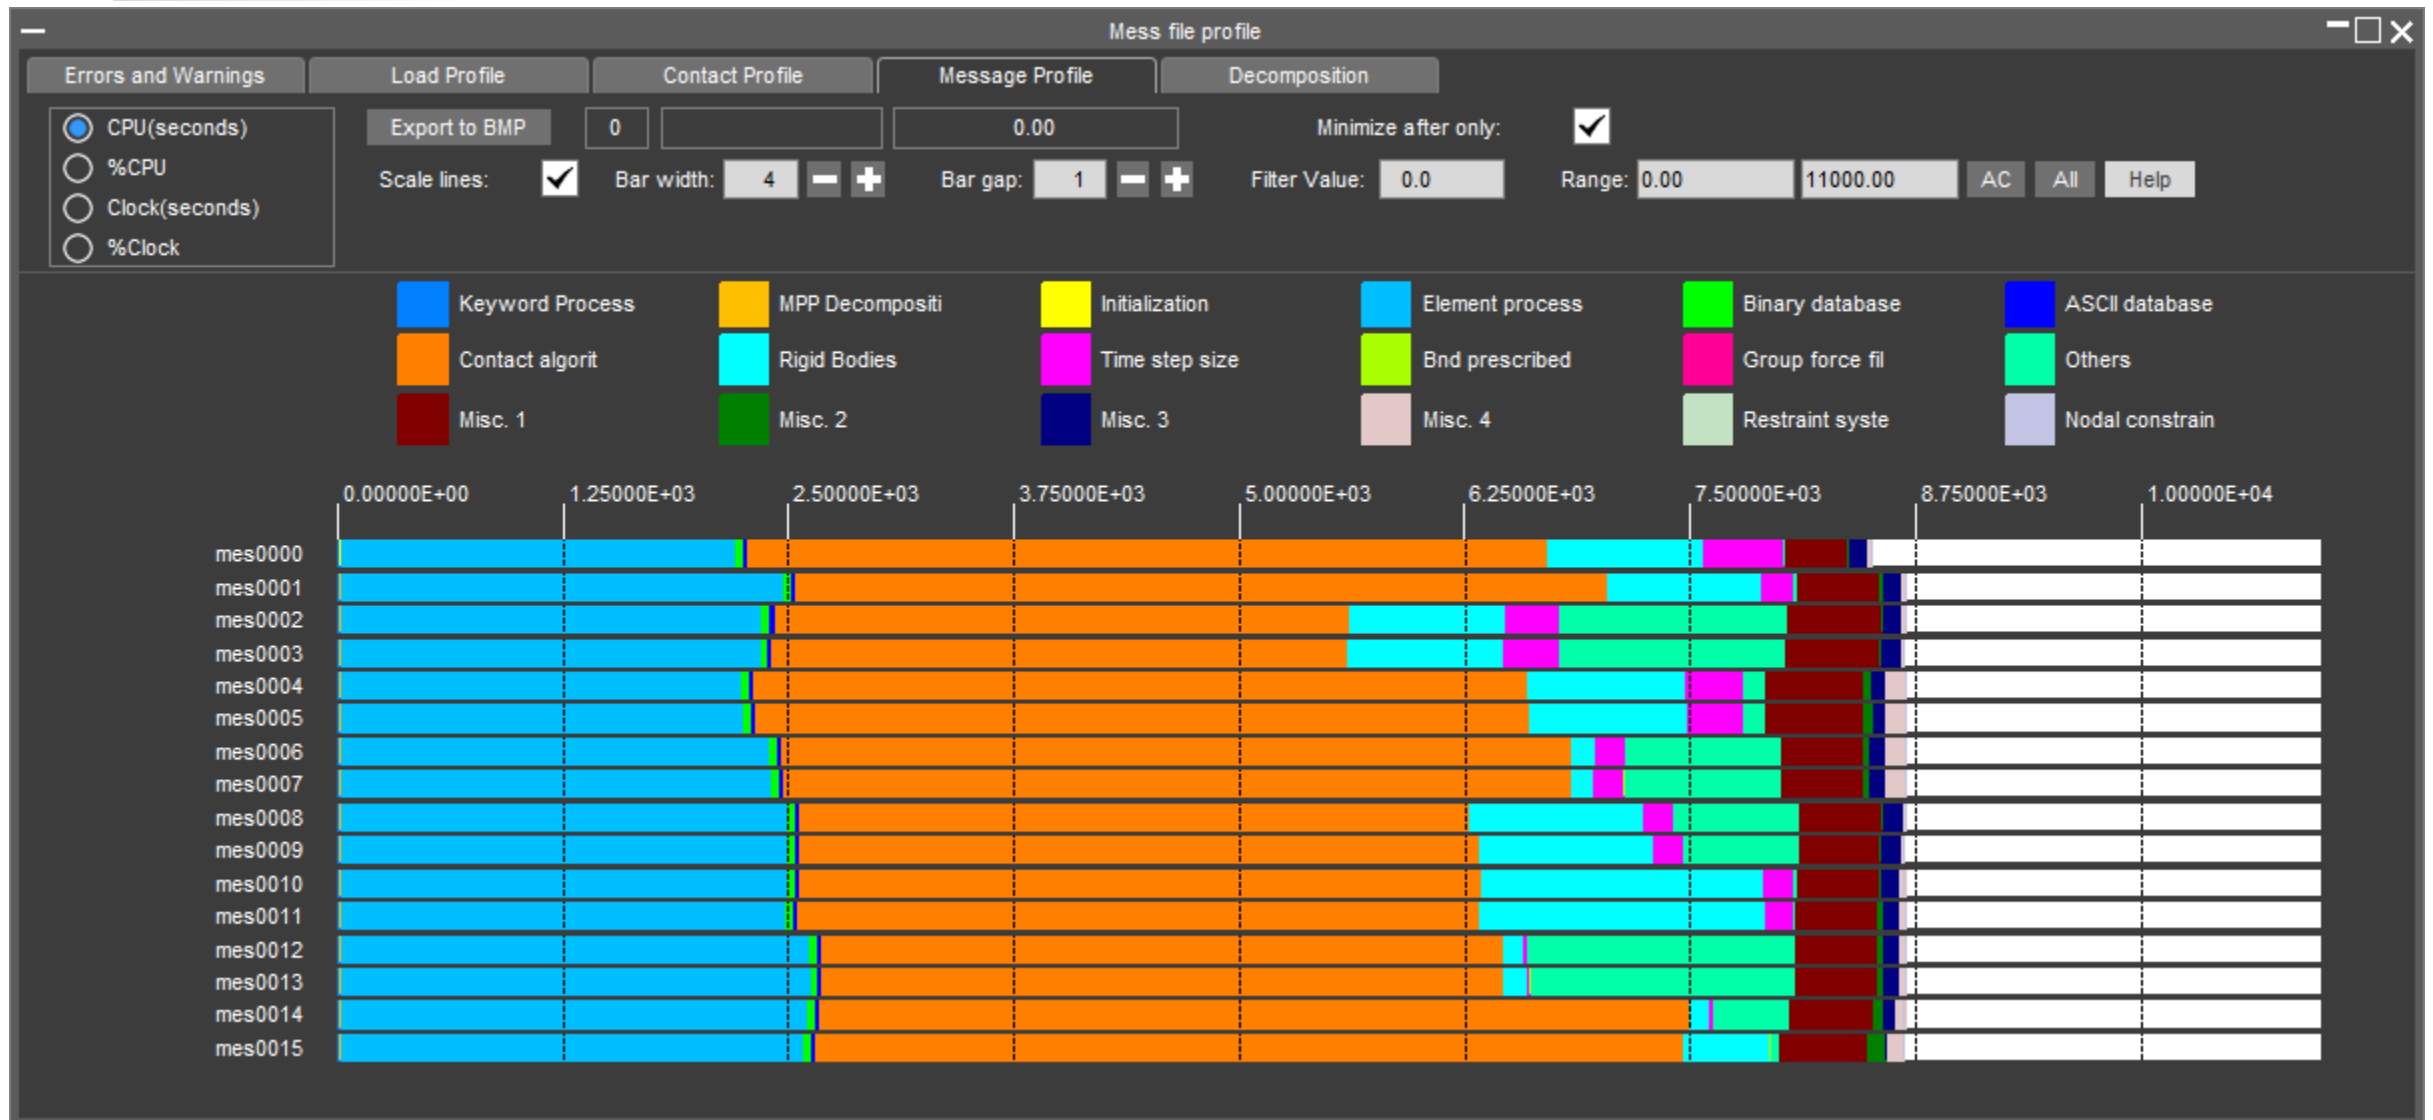 Mess file profile
Errors and Warnings Load Profile Contact Profile Message Profile Decomposition
CPU(seconds) Export to BMP 0 0.00 Minimize after only:
%CPU Scale lines: Bar width: 4 Bar gap: 1 Filter Value: 0.0 Range: 0.00 11000.00 AC All Help
Clock(seconds)
%Clock
Keyword Process MPP Decompositi Initialization Element process Binary database ASCII database
Contact algorit Rigid Bodies Time step size Bnd prescribed Group force fil Others
Misc. 1 Misc. 2 Misc. 3 Misc. 4 Restraint syste Nodal constrain
0.00000E+00 1.25000E+03 2.50000E+03 3.75000E+03 5.00000E+03 6.25000E+03 7.50000E+03 8.75000E+03 1.00000E+04
mes0000
mes0001
mes0002
mes0003
mes0004
mes0005
mes0006
mes0007
mes0008
mes0009
mes0010
mes0011
mes0012
mes0013
mes0014
mes0015